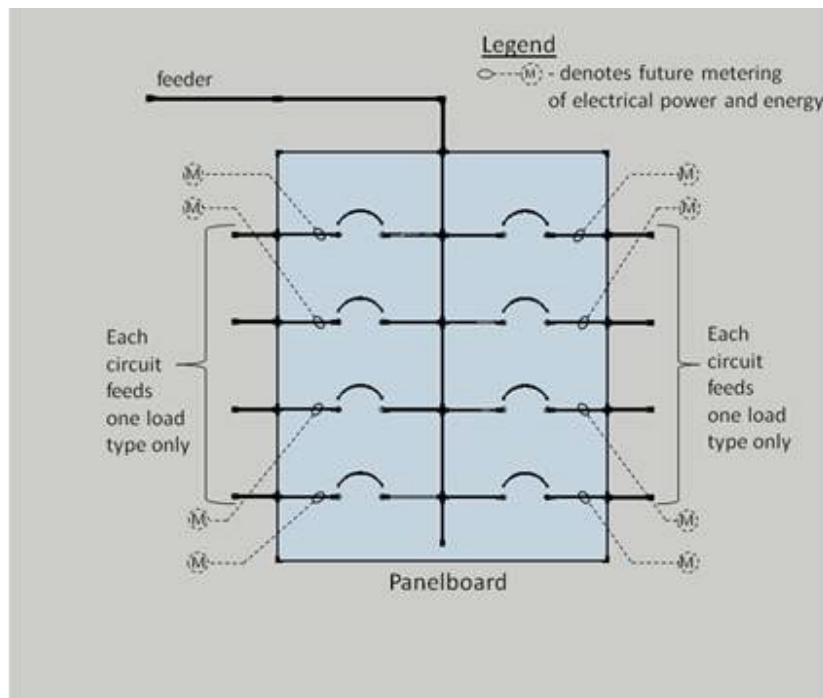 Legend
M - denotes future metering
of electrical power and energy
feeder
M
M
M
M
Each
circuit
feeds
one load
type only
Each
circuit
feeds
one load
type only
M
M
M
M
Panelboard